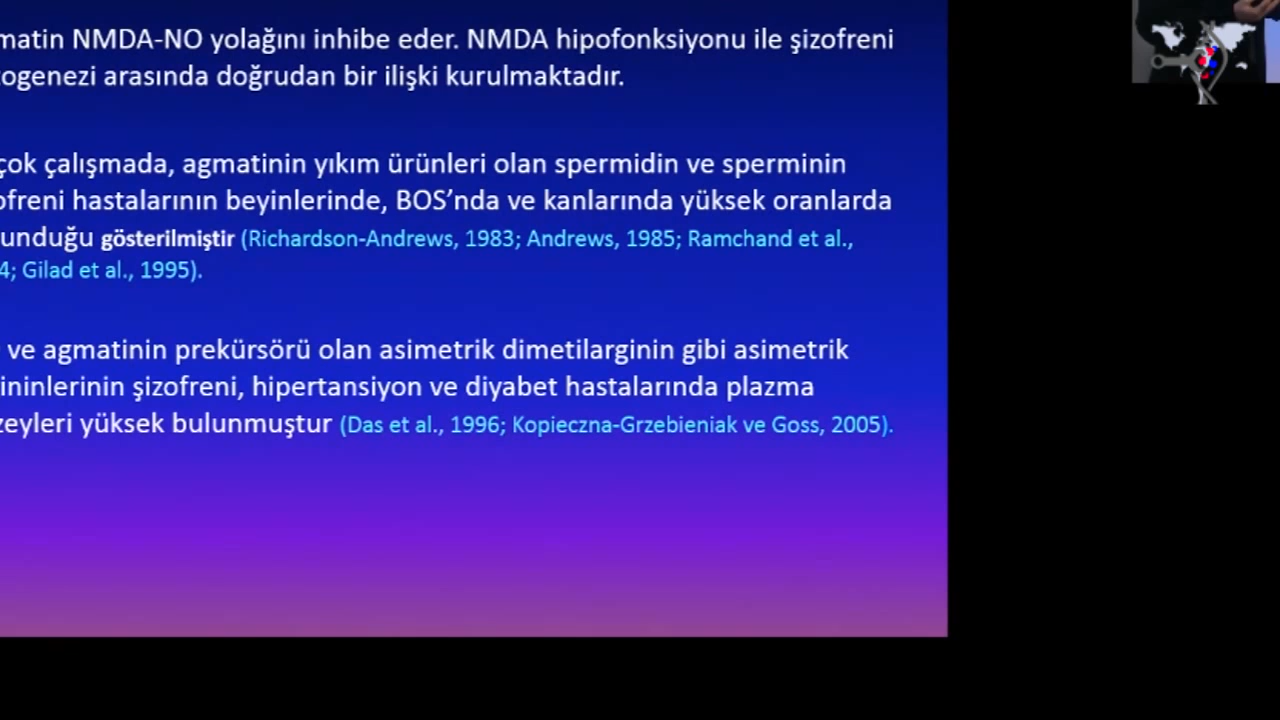 matin NMDA-NO yolağını inhibe eder. NMDA hipofonksiyonu ile şizofreni
togenezi arasında doğrudan bir ilişki kurulmaktadır.
çok çalışmada, agmatinin yıkım ürünleri olan spermidin ve sperminin
ofreni hastalarının beyinlerinde, BOS’nda ve kanlarında yüksek oranlarda
unduğu gösterilmiştir (Richardson-Andrews, 1983; Andrews, 1985; Ramchand et al.,
4; Gilad et al., 1995).
ve agmatinin prekürsörü olan asimetrik dimetilarginin gibi asimetrik
ininlerinin şizofreni, hipertansiyon ve diyabet hastalarında plazma
zeyleri yüksek bulunmuştur (Das et al., 1996; Kopieczna-Grzebieniak ve Goss, 2005).